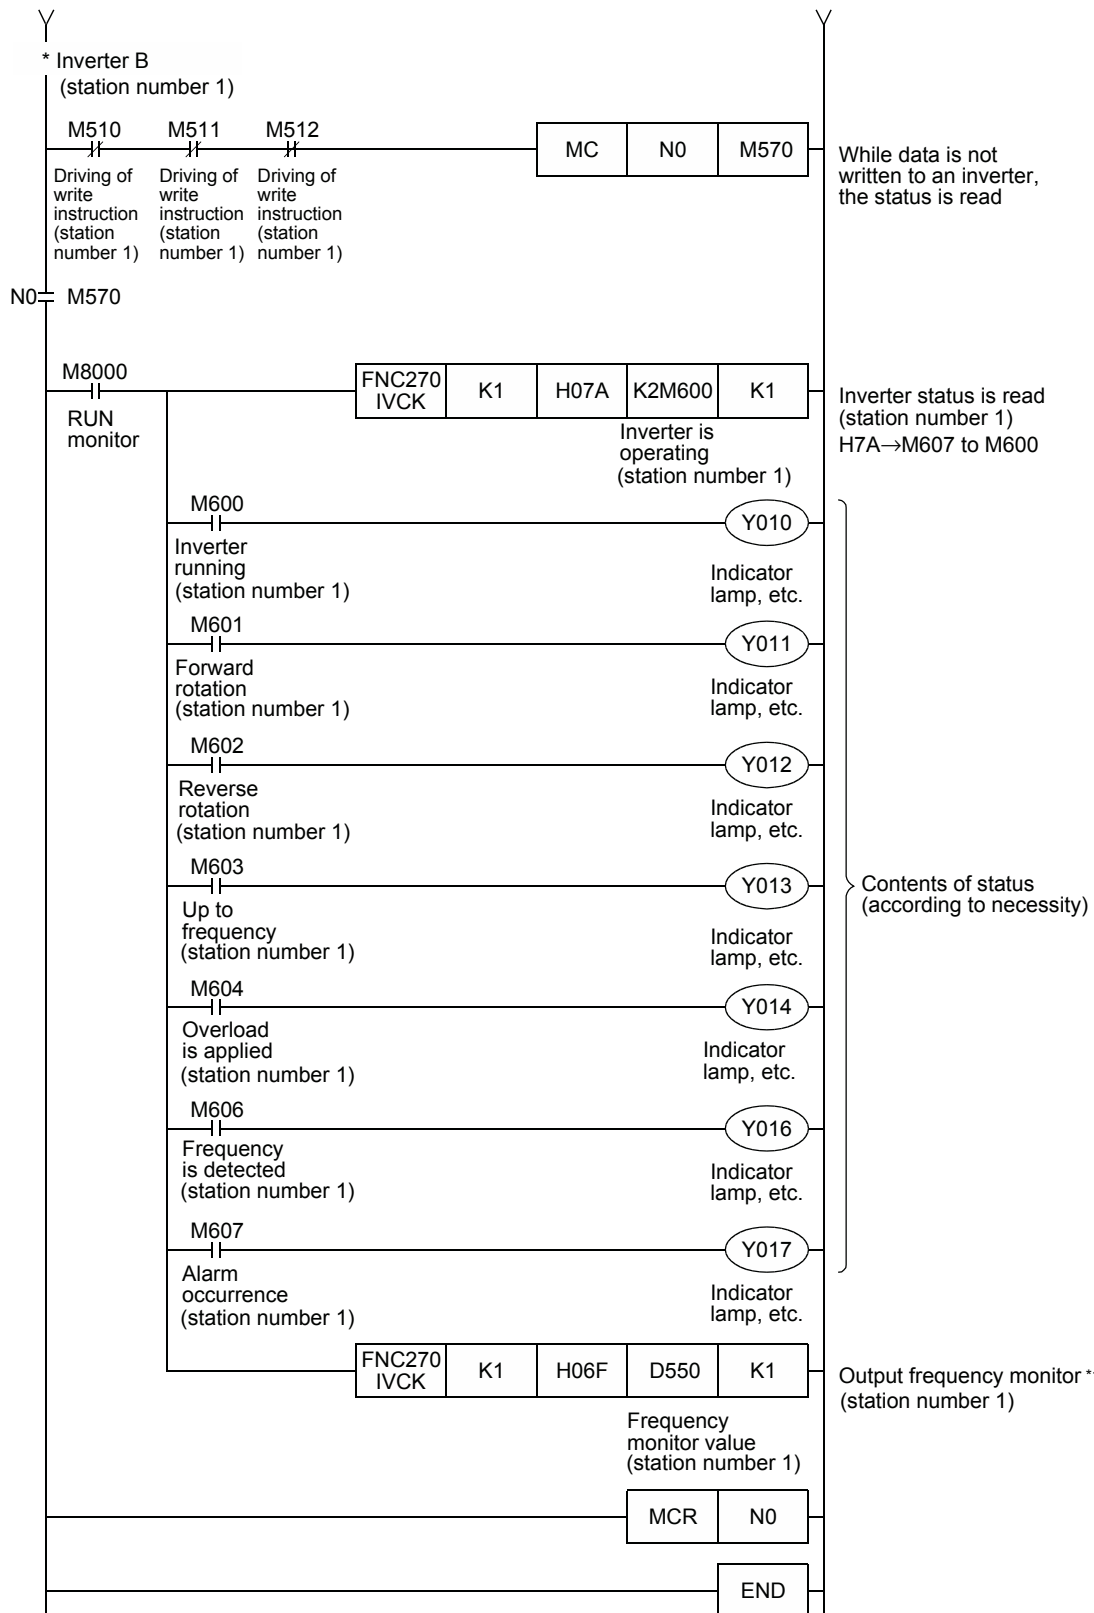 * Inverter B
(station number 1)
M510 M511 M512
MC N0 M570
Driving of write instruction (station number 1)
Driving of write instruction (station number 1)
Driving of write instruction (station number 1)
While data is not
written to an inverter,
the status is read
N0 M570
M8000
RUN
monitor
FNC270 IVCK K1 H07A K2M600 K1
Inverter is
operating
(station number 1)
Inverter status is read
(station number 1)
H7A→M607 to M600
M600
Y010
Inverter
running
(station number 1)
Indicator
lamp, etc.
M601
Y011
Forward
rotation
(station number 1)
Indicator
lamp, etc.
M602
Y012
Reverse
rotation
(station number 1)
Indicator
lamp, etc.
M603
Y013
Up to
frequency
(station number 1)
Indicator
lamp, etc.
Contents of status
(according to necessity)
M604
Y014
Overload
is applied
(station number 1)
Indicator
lamp, etc.
M606
Y016
Frequency
is detected
(station number 1)
Indicator
lamp, etc.
M607
Y017
Alarm
occurrence
(station number 1)
Indicator
lamp, etc.
FNC270 IVCK K1 H06F D550 K1
Frequency
monitor value
(station number 1)
Output frequency monitor *
(station number 1)
MCR N0
END